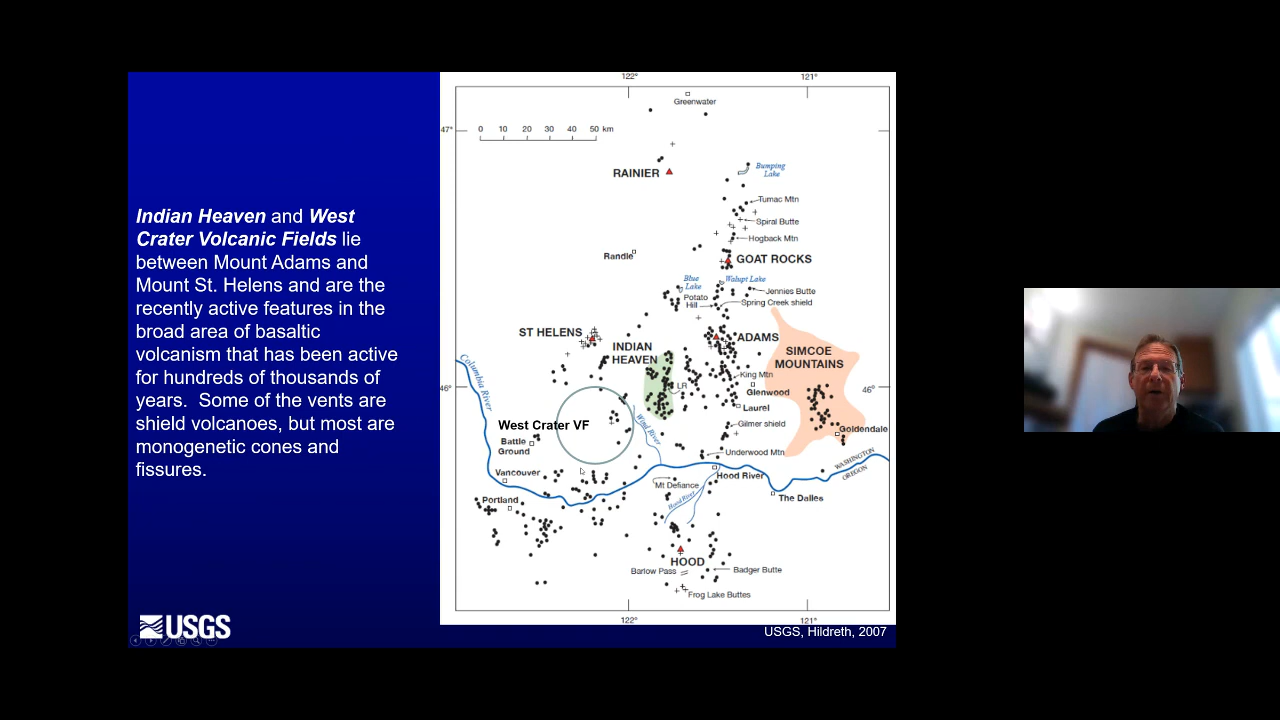 Indian Heaven and West
Crater Volcanic Fields lie
between Mount Adams and
Mount St. Helens and are the
recently active features in the
broad area of basaltic
volcanism that has been active
for hundreds of thousands of
years. Some of the vents are
shield volcanoes, but most are
monogenetic cones and
fissures.
USGS
122°
121°
Greenwater
47°
0 10 20 30 40 50 km
RAINIER
Bumping
Lake
Tumac Mtn
Spiral Butte
Hogback Mtn
Randle
GOAT ROCKS
Blue
Lake
Walupt Lake
Jennies Butte
Potato
Hill
Spring Creek shield
ST HELENS
ADAMS
INDIAN
HEAVEN
SIMCOE
MOUNTAINS
Columbia River
King Mtn
46°
LR
Glenwood
46°
Laurel
West Crater VF
Wind River
Gilmer shield
Goldendale
Battle
Ground
Underwood Mtn
WASHINGTON
OREGON
Vancouver
Hood River
Mt Defiance
Portland
Hood River
The Dalles
HOOD
Barlow Pass
Badger Butte
Frog Lake Buttes
122°
121°
USGS, Hildreth, 2007